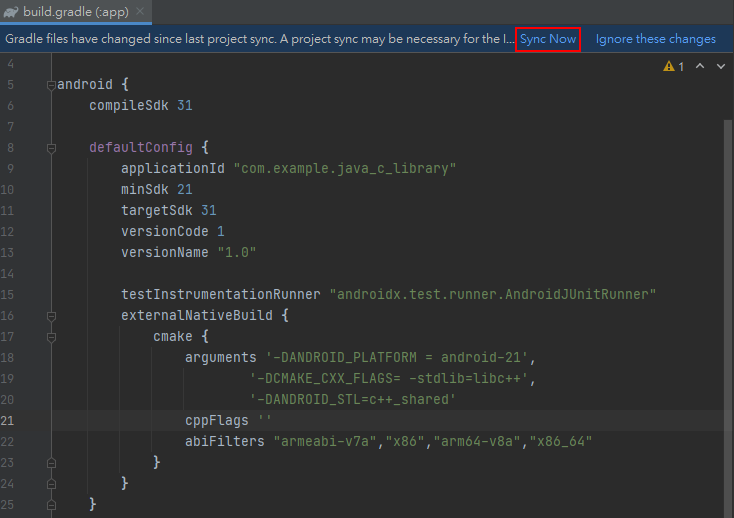 build.gradle (:app)
Gradle files have changed since last project sync. A project sync may be necessary for the I... Sync Now Ignore these changes
4
1
5 android {
6 compileSdk 31
7
8 defaultConfig {
9 applicationId "com.example.java_c_library"
10 minSdk 21
11 targetSdk 31
12 versionCode 1
13 versionName "1.0"
14
15 testInstrumentationRunner "androidx.test.runner.AndroidJUnitRunner"
16 externalNativeBuild {
17 cmake {
18 arguments '-DANDROID_PLATFORM = android-21',
19 '-DCMAKE_CXX_FLAGS= -stdlib=libc++',
20 '-DANDROID_STL=c++_shared'
21 cppFlags ''
22 abiFilters "armeabi-v7a","x86","arm64-v8a","x86_64"
23 }
24 }
25 }